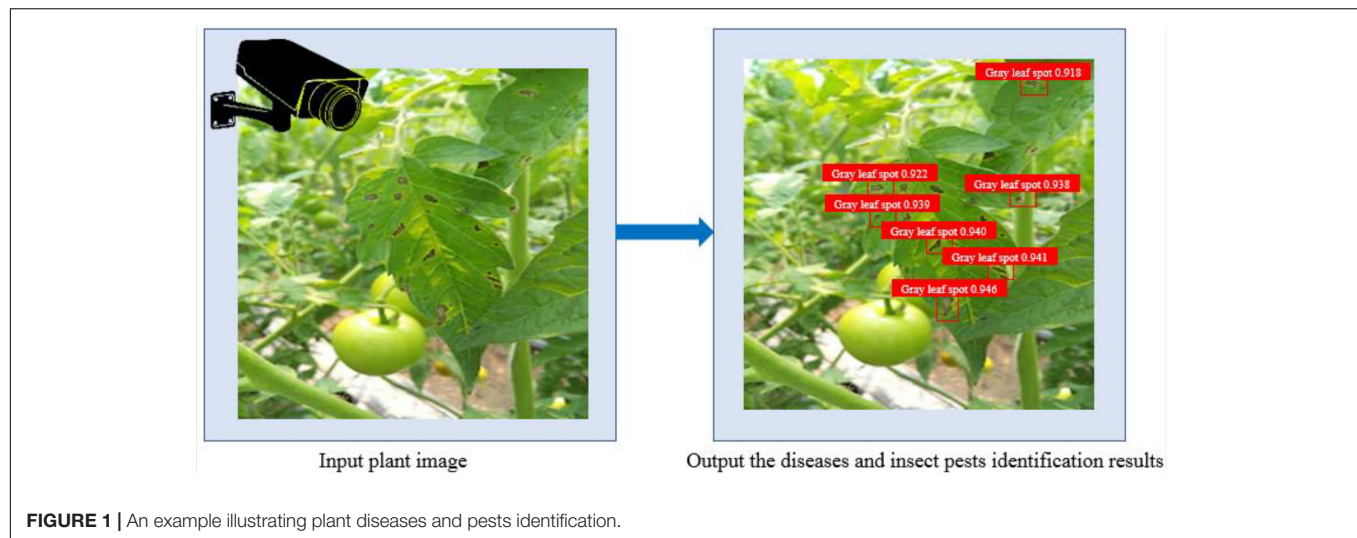 Gray leaf spot 0.918
Gray leaf spot 0.922
Gray leaf spot 0.938
Gray leaf spot 0.939
Gray leaf spot 0.940
Gray leaf spot 0.941
Gray leaf spot 0.946
Input plant image
Output the diseases and insect pests identification results
FIGURE 1 | An example illustrating plant diseases and pests identification.